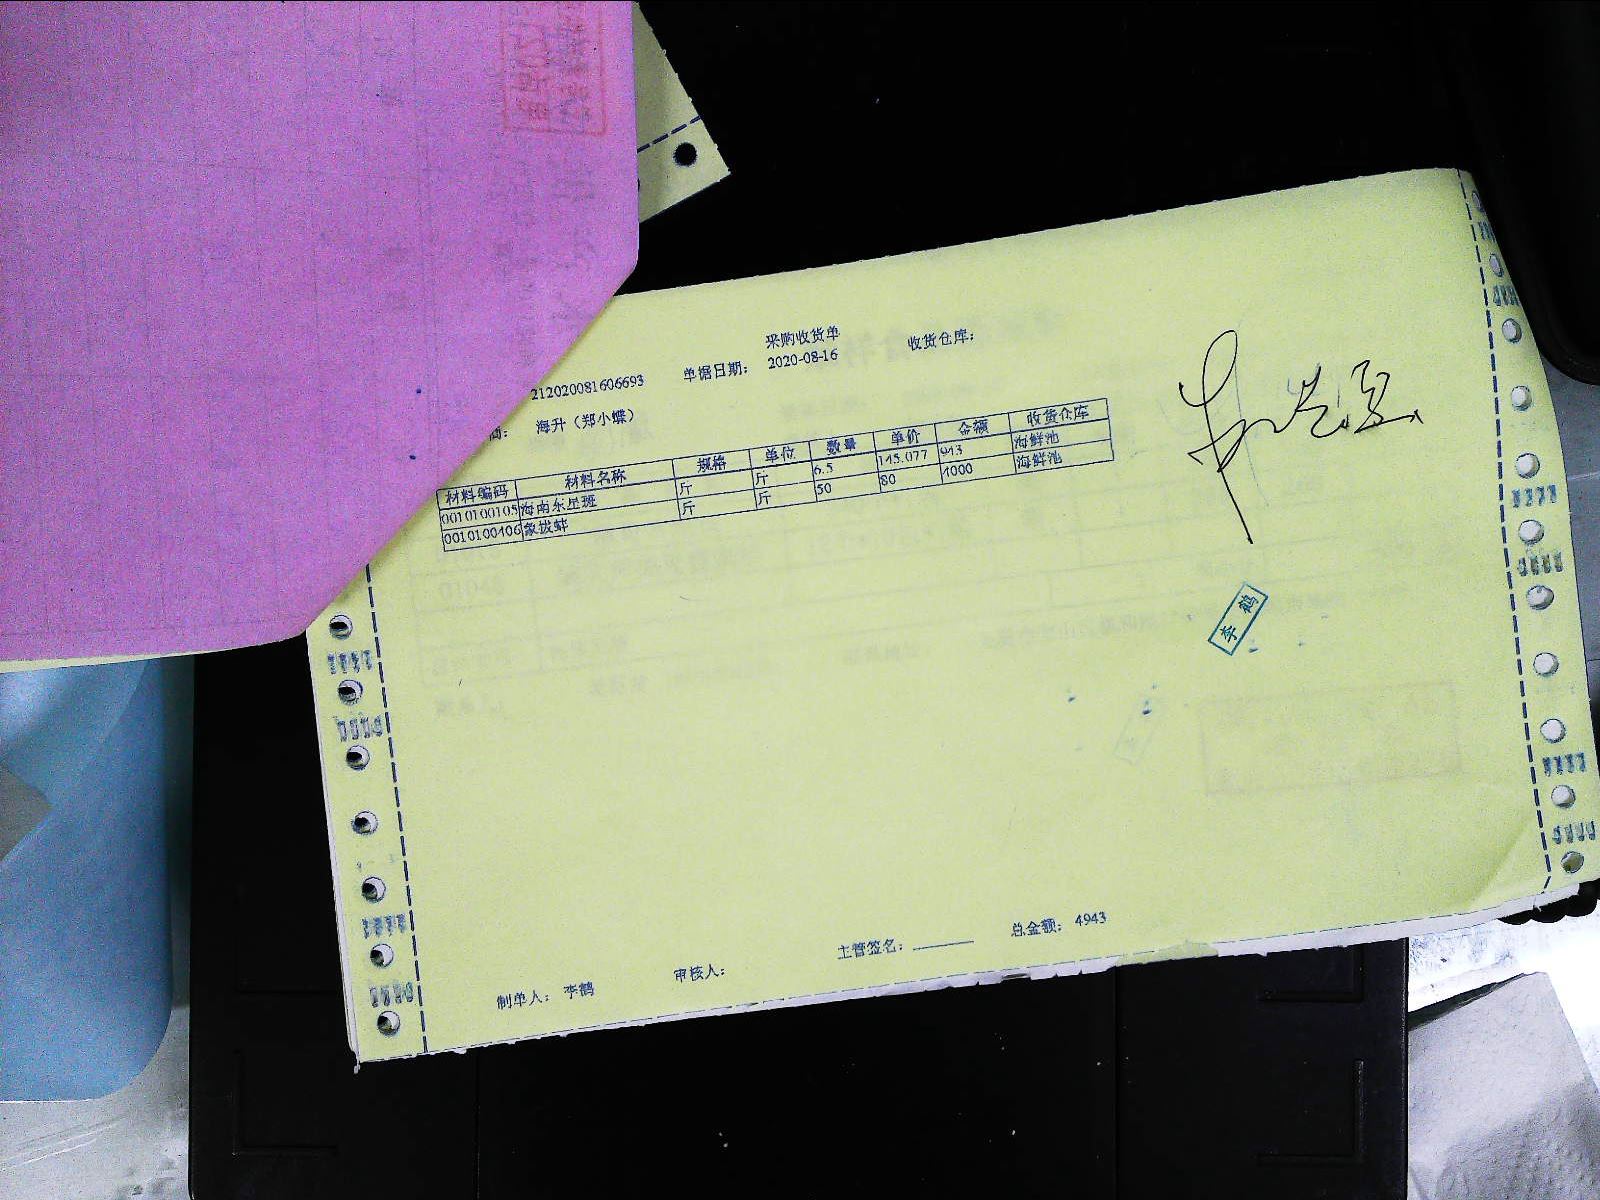 采购收货单
212020081606693 单据日期: 2020-08-16 收货仓库:
商: 海升（郑小蝶）
材料编码 材料名称 规格 单位 数量 单价 金额 收货仓库
0010100105 海南东星斑 斤 斤 6.5 145.077 943 海鲜池
0010100406 象拔蚌 斤 斤 50 80 4000 海鲜池
李鹤
制单人: 李鹤 审核人: 主管签名: 总金额: 4943